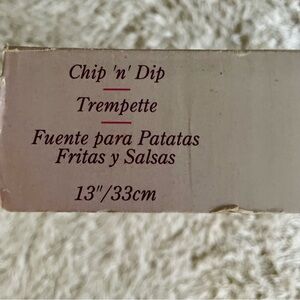 Chip 'n' Dip
Trempette
Fuente para Patatas
Fritas y Salsas
13"/33cm